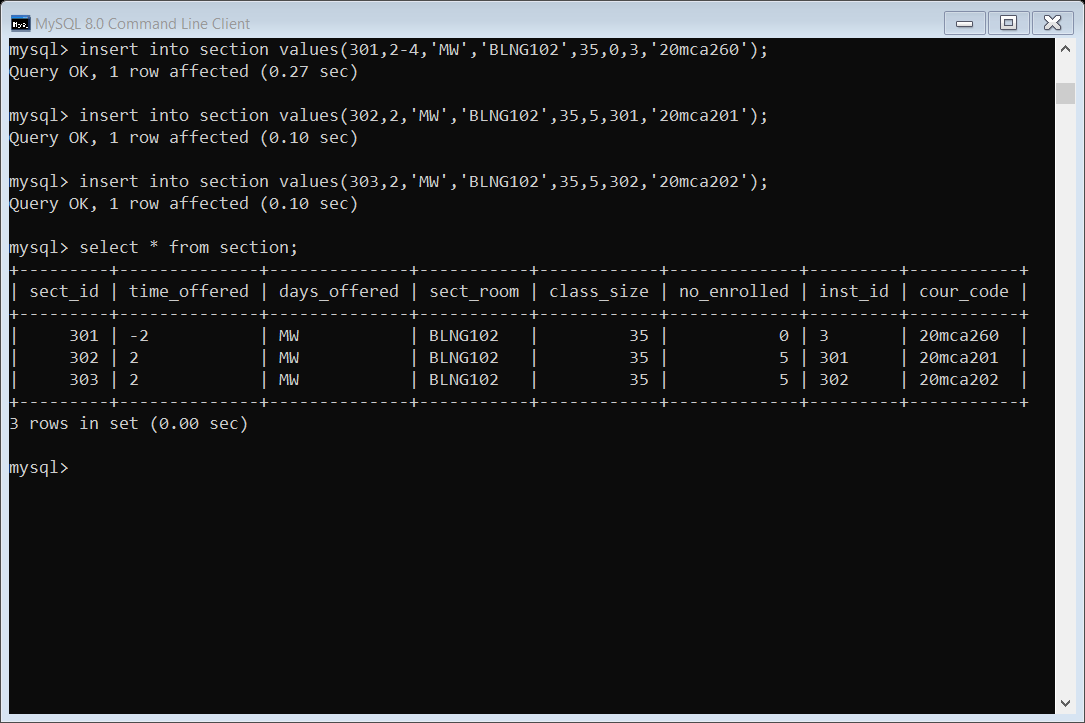 MySQL 8.0 Command Line Client
mysql> insert into section values(301,2-4,'MW','BLNG102',35,0,3,'20mca260');
Query OK, 1 row affected (0.27 sec)
mysql> insert into section values(302,2,'MW','BLNG102',35,5,301,'20mca201');
Query OK, 1 row affected (0.10 sec)
mysql> insert into section values(303,2,'MW','BLNG102',35,5,302,'20mca202');
Query OK, 1 row affected (0.10 sec)
mysql> select * from section;
+---------+--------------+--------------+-----------+------------+-------------+---------+-----------+
| sect_id | time_offered | days_offered | sect_room | class_size | no_enrolled | inst_id | cour_code |
+---------+--------------+--------------+-----------+------------+-------------+---------+-----------+
|     301 | -2           | MW           | BLNG102   |         35 |           0 | 3       | 20mca260  |
|     302 | 2            | MW           | BLNG102   |         35 |           5 | 301     | 20mca201  |
|     303 | 2            | MW           | BLNG102   |         35 |           5 | 302     | 20mca202  |
+---------+--------------+--------------+-----------+------------+-------------+---------+-----------+
3 rows in set (0.00 sec)
mysql>